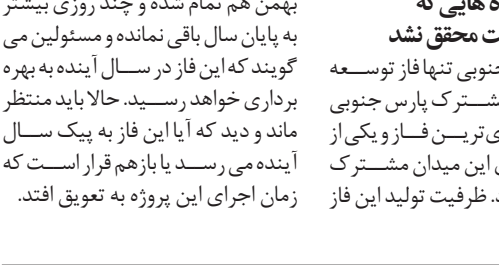 ه هایی که
ت محقق نشد
جنوبی تنها فاز توسعه
شترک پارس جنوبی
ی‌ترین فاز و یکی از
این میدان مشترک
د. ظرفیت تولید این فاز
بهمن هم تمام شده و چند روزی بیشتر
به پایان سال باقی نمانده و مسئولین می
گویند که این فاز در سال آینده به بهره
برداری خواهد رسید. حالا باید منتظر
ماند و دید که آیا این فاز به پیک سال
آینده می رسد یا بازهم قرار است که
زمان اجرای این پروژه به تعویق افتد.